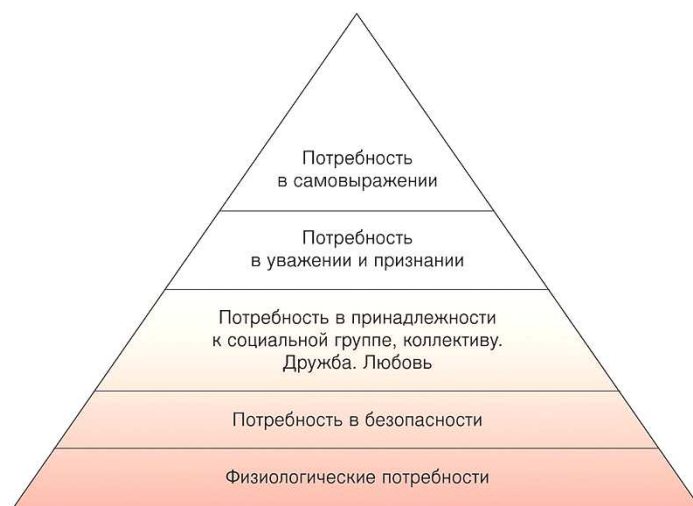 Потребность
в самовыражении
Потребность
в уважении и признании
Потребность в принадлежности
к социальной группе, коллективу.
Дружба. Любовь
Потребность в безопасности
Физиологические потребности